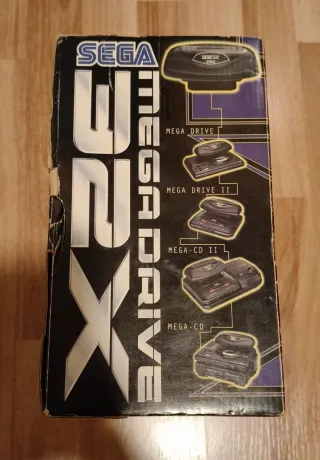 SEGA
MEGA DRIVE
32X
MEGA DRIVE
MEGA DRIVE II
MEGA-CD II
MEGA-CD